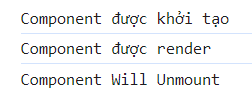 Component được khởi tạo
Component được render
Component Will Unmount